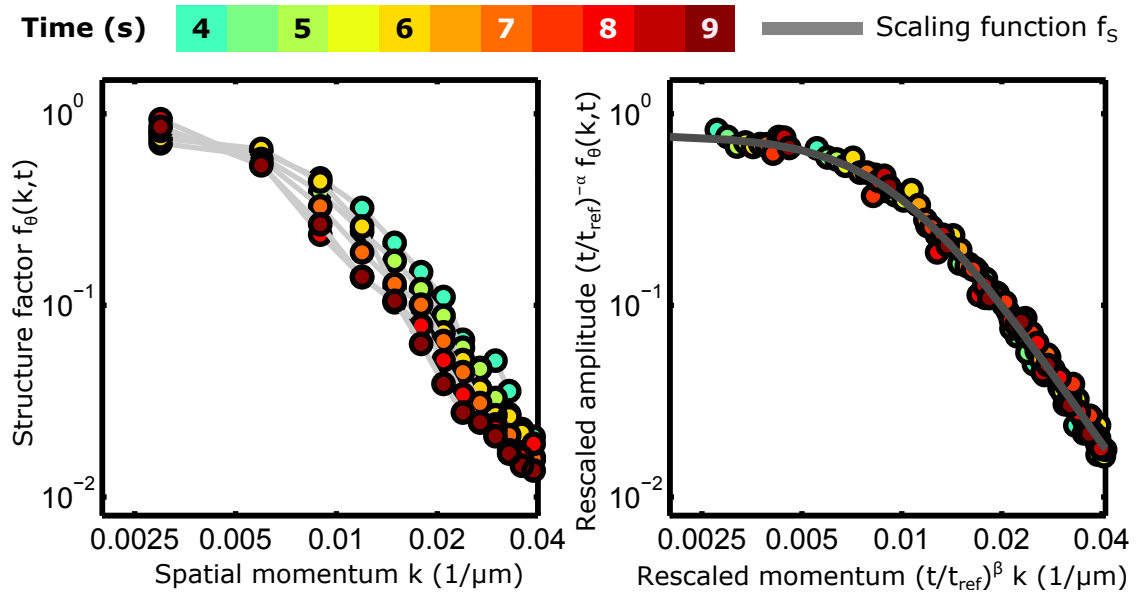 Time (s) 4 5 6 7 8 9 Scaling function f_S
Structure factor f_θ(k,t)
10^0
10^-1
10^-2
0.0025 0.005 0.01 0.02 0.04
Spatial momentum k (1/μm)
Rescaled amplitude (t/t_ref)^-α f_θ(k,t)
10^0
10^-1
10^-2
0.0025 0.005 0.01 0.02 0.04
Rescaled momentum (t/t_ref)^β k (1/μm)